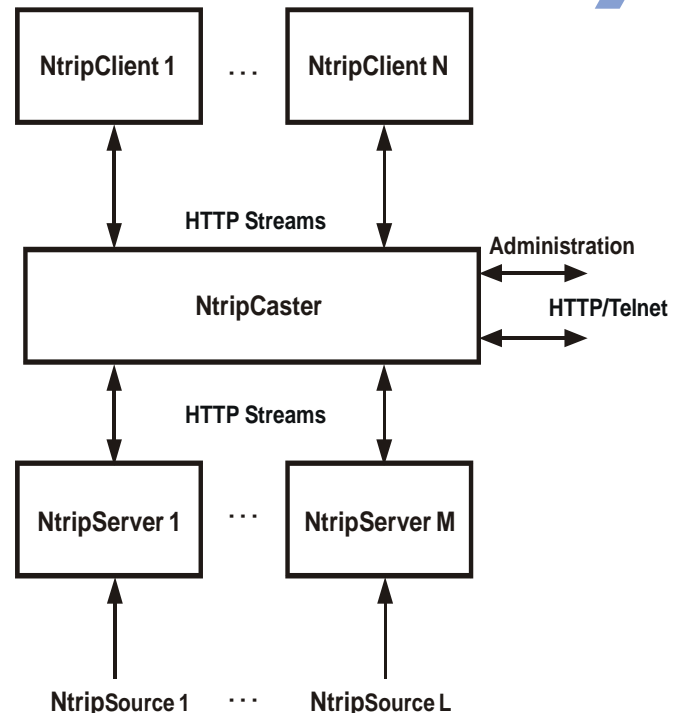 NtripClient 1 ... NtripClient N
HTTP Streams
Administration
NtripCaster
HTTP/Telnet
HTTP Streams
NtripServer 1 ... NtripServer M
NtripSource 1 ... NtripSource L